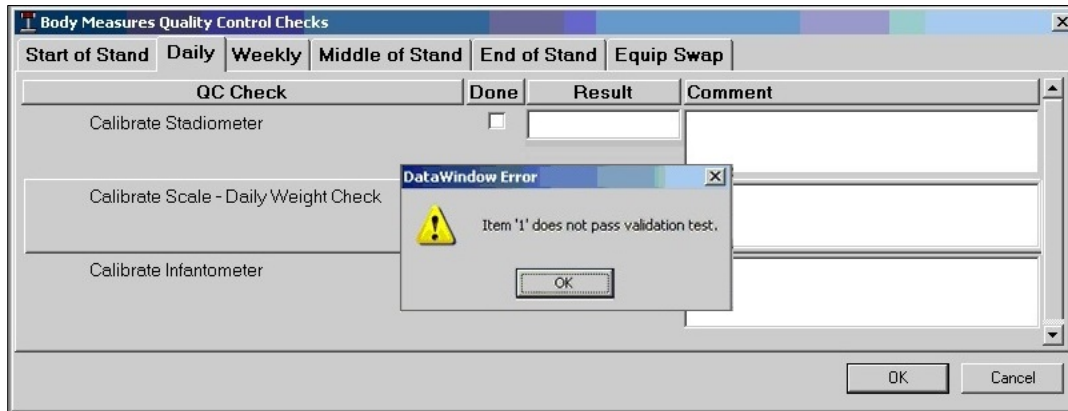 Body Measures Quality Control Checks
Start of Stand Daily Weekly Middle of Stand End of Stand Equip Swap
QC Check Done Result Comment
Calibrate Stadiometer
DataWindow Error
Calibrate Scale - Daily Weight Check
Item '1' does not pass validation test.
Calibrate Infantometer
OK
OK Cancel